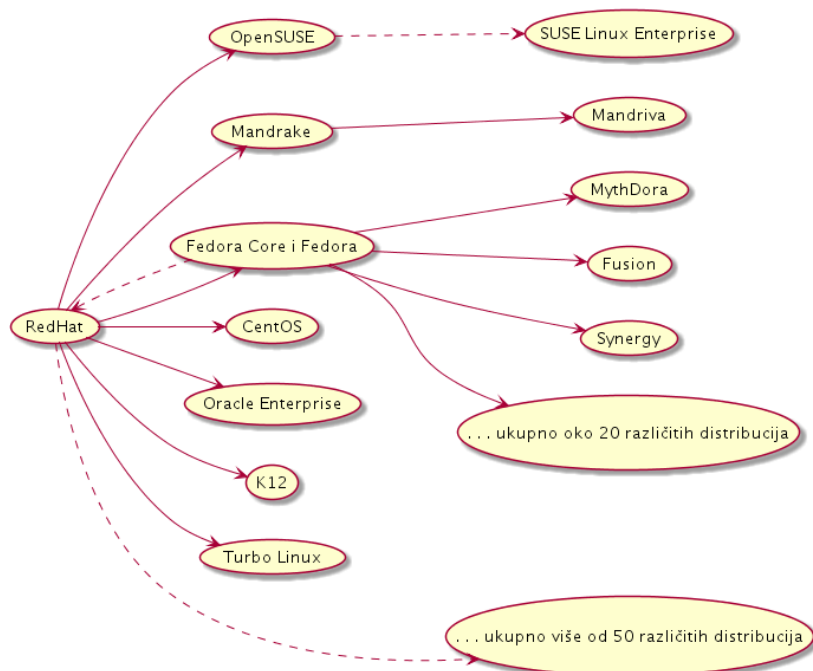 OpenSUSE
SUSE Linux Enterprise
Mandrake
Mandriva
MythDora
Fedora Core i Fedora
Fusion
RedHat
CentOS
Synergy
Oracle Enterprise
. . . ukupno oko 20 različitih distribucija
K12
Turbo Linux
. . . ukupno više od 50 različitih distribucija